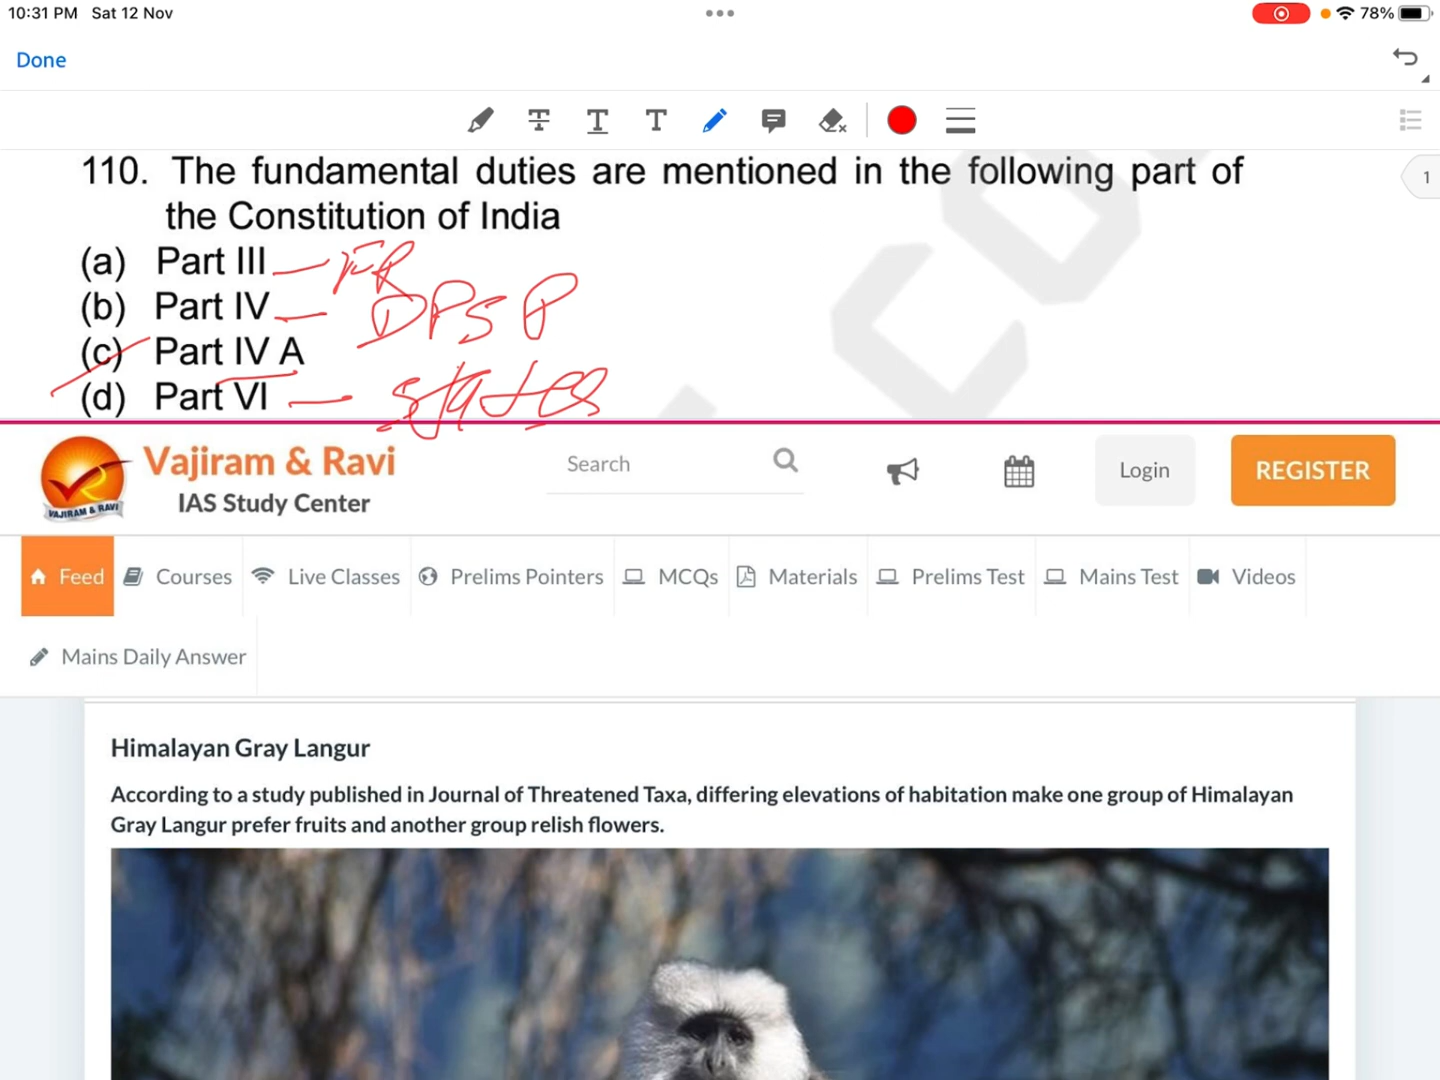 10:31 PM Sat 12 Nov
78%
Done
T T T
1
110. The fundamental duties are mentioned in the following part of
the Constitution of India
(a) Part III — FR
(b) Part IV — DPSP
(c) Part IV A
(d) Part VI — states
Vajiram & Ravi
IAS Study Center
VAJIRAM & RAVI
Search
Login
REGISTER
Feed Courses Live Classes Prelims Pointers MCQs Materials Prelims Test Mains Test Videos
Mains Daily Answer
Himalayan Gray Langur
According to a study published in Journal of Threatened Taxa, differing elevations of habitation make one group of Himalayan
Gray Langur prefer fruits and another group relish flowers.